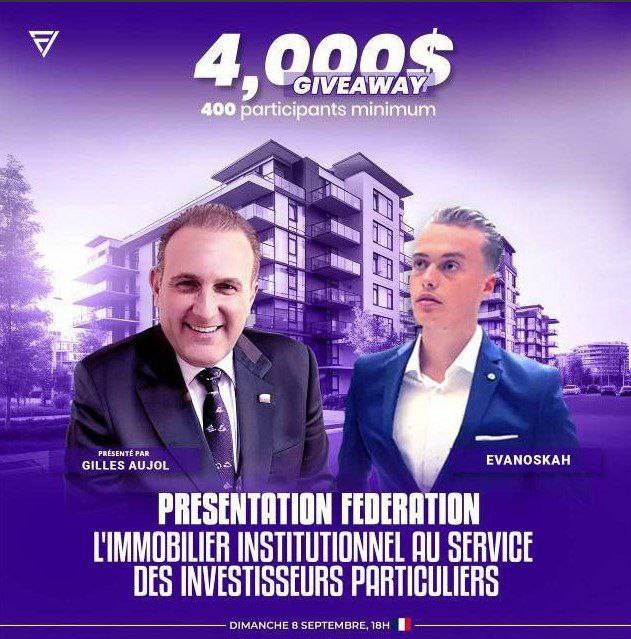 4,000$
GIVEAWAY
400 participants minimum
PRÉSENTÉ PAR
GILLES AUJOL
EVANOSKAH
PRESENTATION FEDERATION
L'IMMOBILIER INSTITUTIONNEL AU SERVICE
DES INVESTISSEURS PARTICULIERS
DIMANCHE 8 SEPTEMBRE, 18H